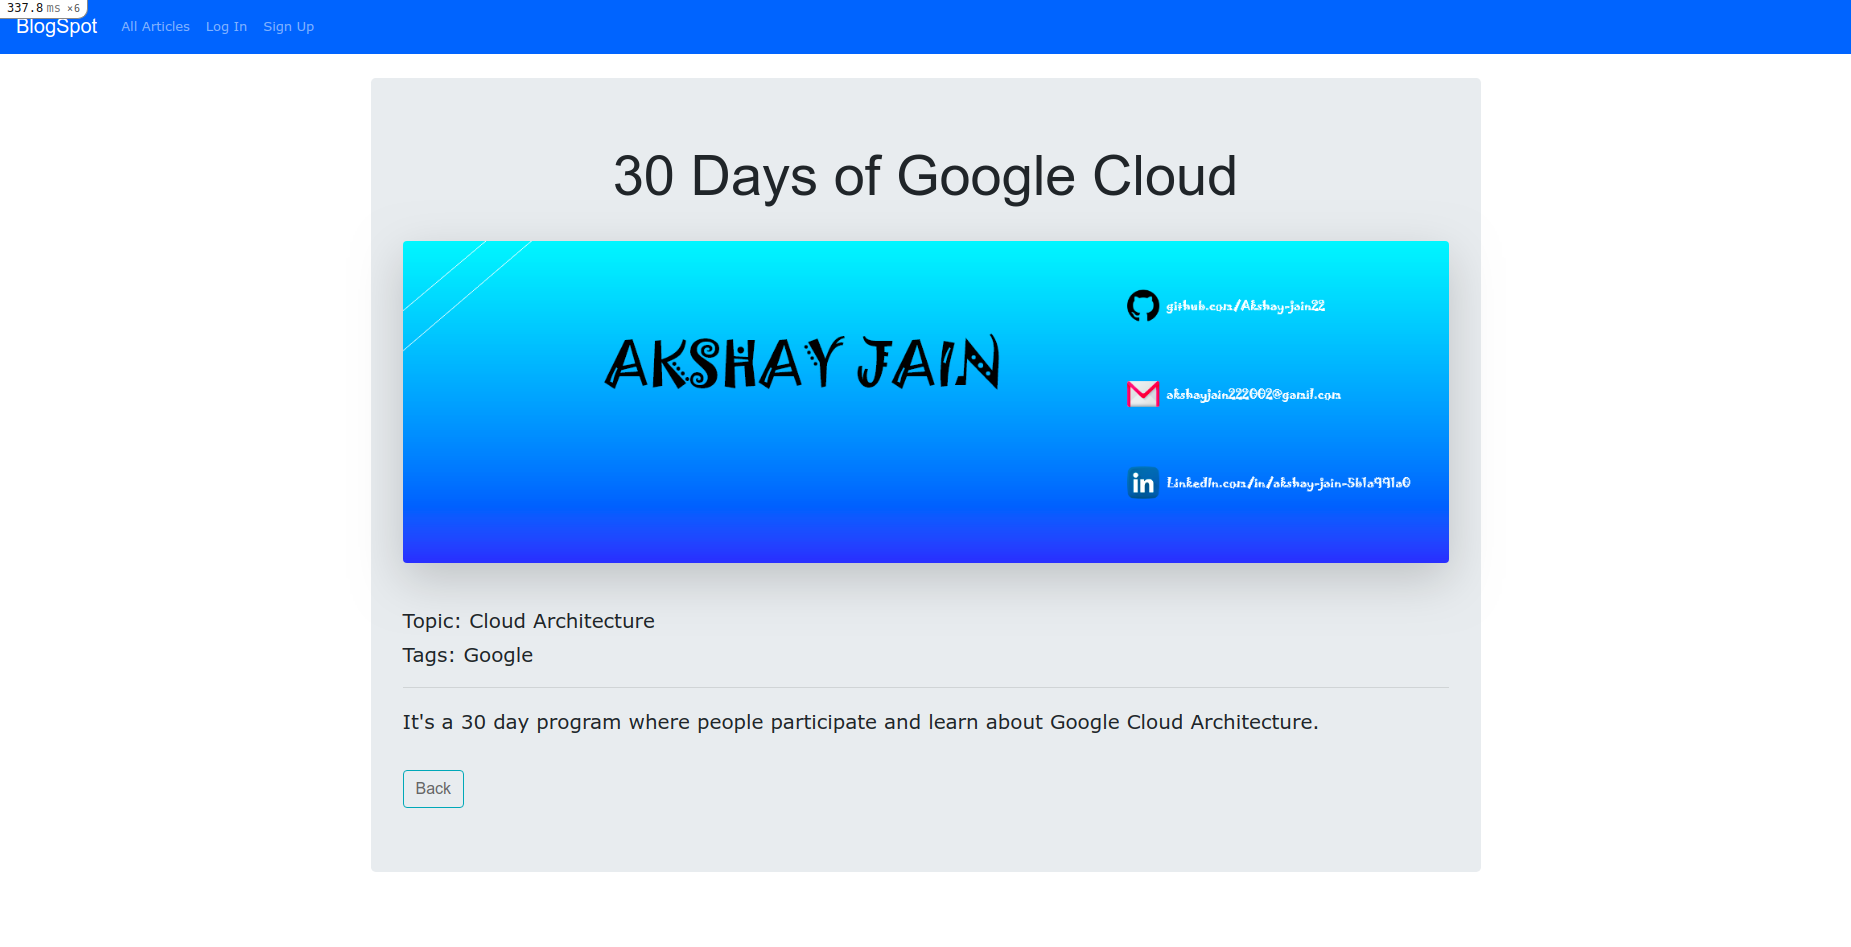 337.8 ms ×6
BlogSpot All Articles Log In Sign Up
30 Days of Google Cloud
AKSHAY JAIN
github.com/Akshay-jain22
akshayjain222002@gamil.com
in LinkedIn.com/in/akshay-jain-5b1a991a0
Topic: Cloud Architecture
Tags: Google
It's a 30 day program where people participate and learn about Google Cloud Architecture.
Back